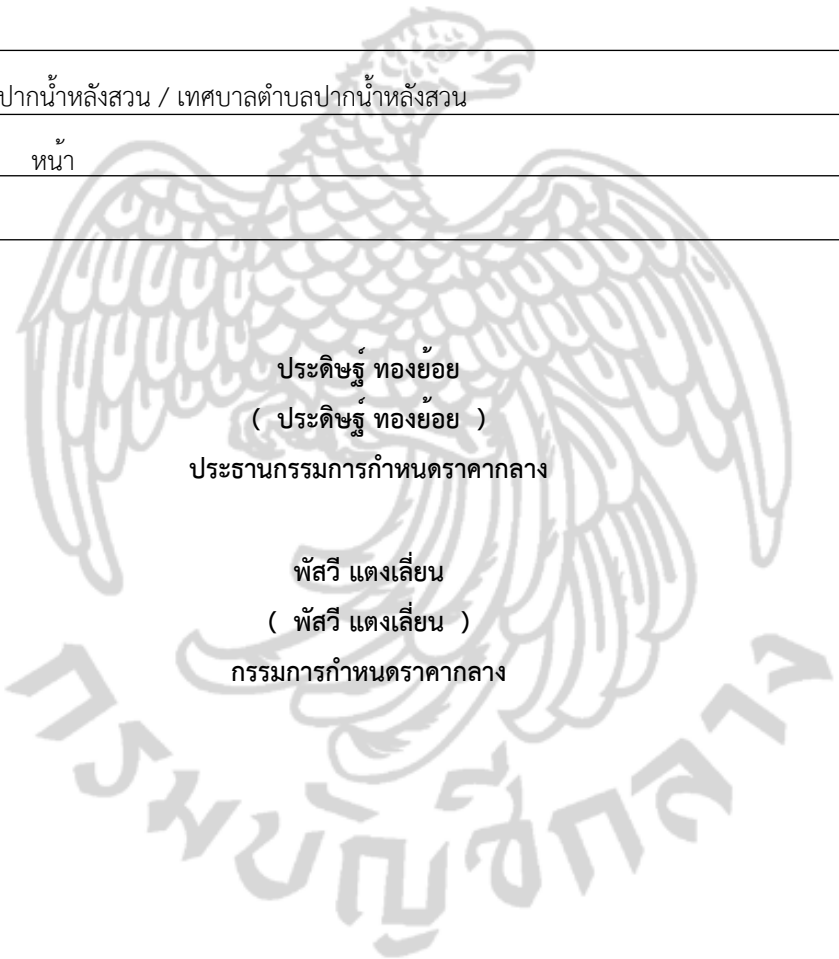 ปากน้ำหลังสวน / เทศบาลตำบลปากน้ำหลังสวน
หน้า
ประดิษฐ์ ทองย้อย
( ประดิษฐ์ ทองย้อย )
ประธานกรรมการกำหนดราคากลาง
พัสวี แตงเลี่ยน
( พัสวี แตงเลี่ยน )
กรรมการกำหนดราคากลาง
กรมบัญชีกลาง